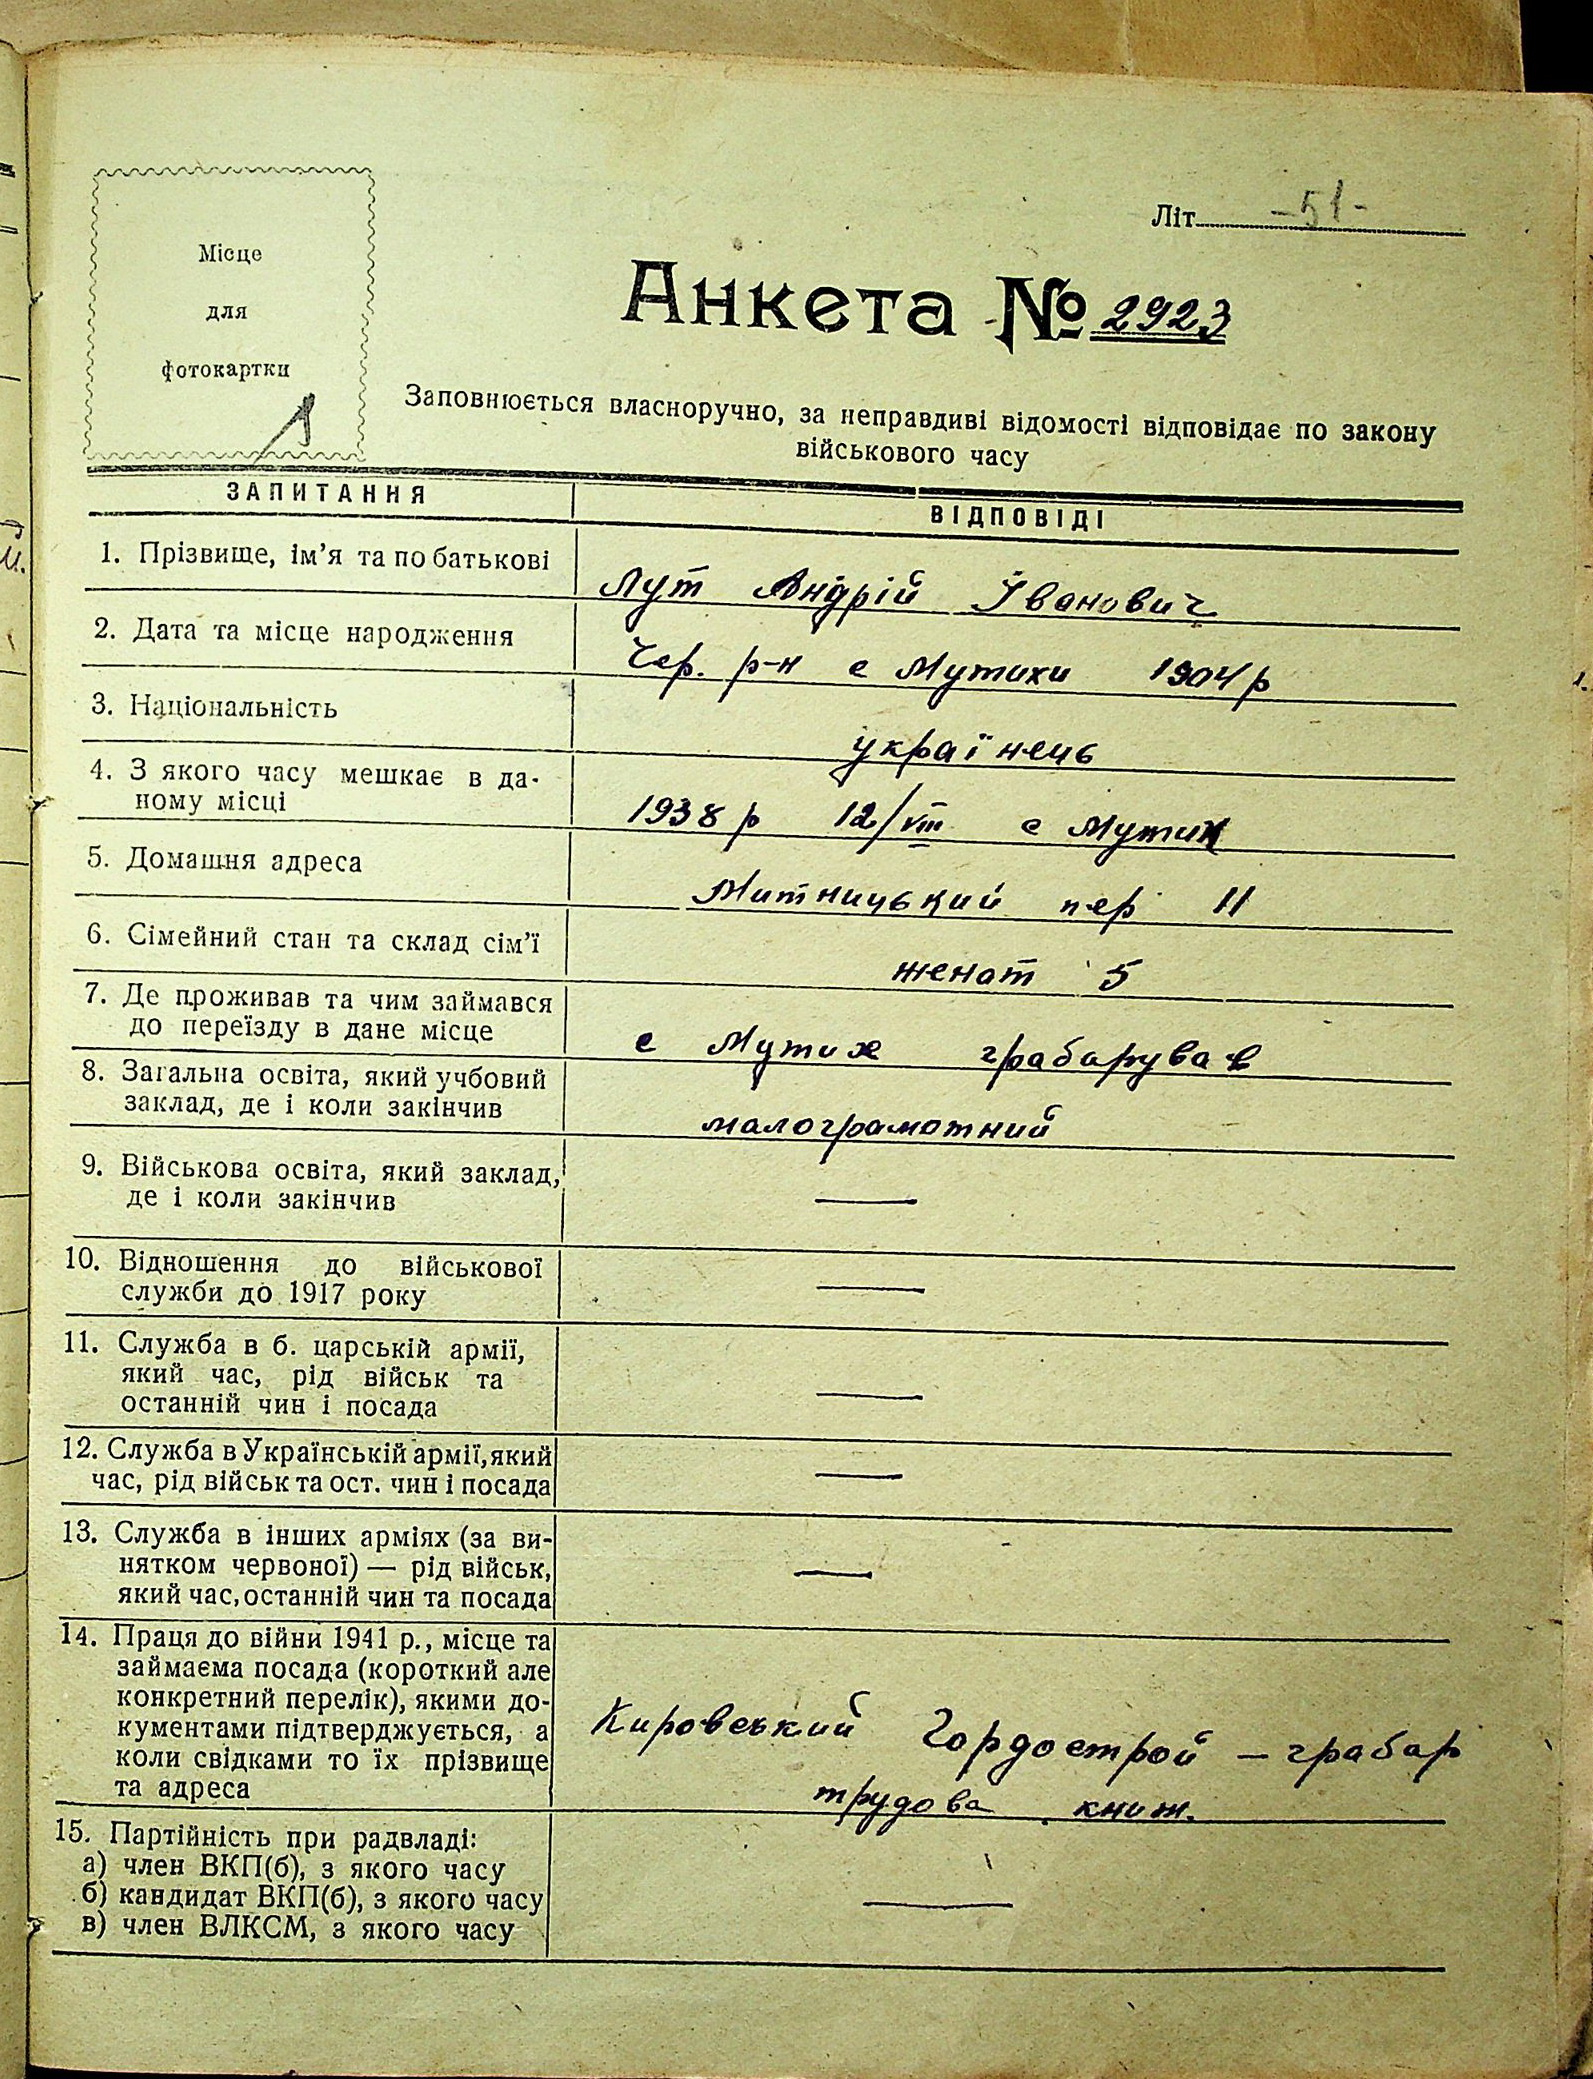 Літ. -51-
Місце
для
фотокартки
Анкета № 2923
Заповнюється власноручно, за неправдиві відомості відповідає по закону
військового часу
ЗАПИТАННЯ ВІДПОВІДІ
1. Прізвище, ім’я та по батькові
Лут Андрій Іванович
2. Дата та місце народження
Чер. р-н с Мутихи 1904 р
3. Національність
українець
4. З якого часу мешкає в да-
ному місці
1938 р 12/VIII с Мутих
5. Домашня адреса
Митницький пер 11
6. Сімейний стан та склад сім’ї
женат 5
7. Де проживав та чим займався
до переїзду в дане місце
с Мутихе грабарував
8. Загальна освіта, який учбовий
заклад, де і коли закінчив
малограмотний
9. Військова освіта, який заклад,
де і коли закінчив
—
10. Відношення до військової
служби до 1917 року
—
11. Служба в б. царській армії,
який час, рід військ та
останній чин і посада
—
12. Служба в Українській армії, який
час, рід військ та ост. чин і посада
—
13. Служба в інших арміях (за ви-
нятком червоної) — рід військ,
який час, останній чин та посада
—
14. Праця до війни 1941 р., місце та
займаєма посада (короткий але
конкретний перелік), якими до-
кументами підтверджується, а
коли свідками то їх прізвище
та адреса
Кировський Гордострой – грабар
трудова книж.
15. Партійність при радвладі:
а) член ВКП(б), з якого часу
б) кандидат ВКП(б), з якого часу
в) член ВЛКСМ, з якого часу
—